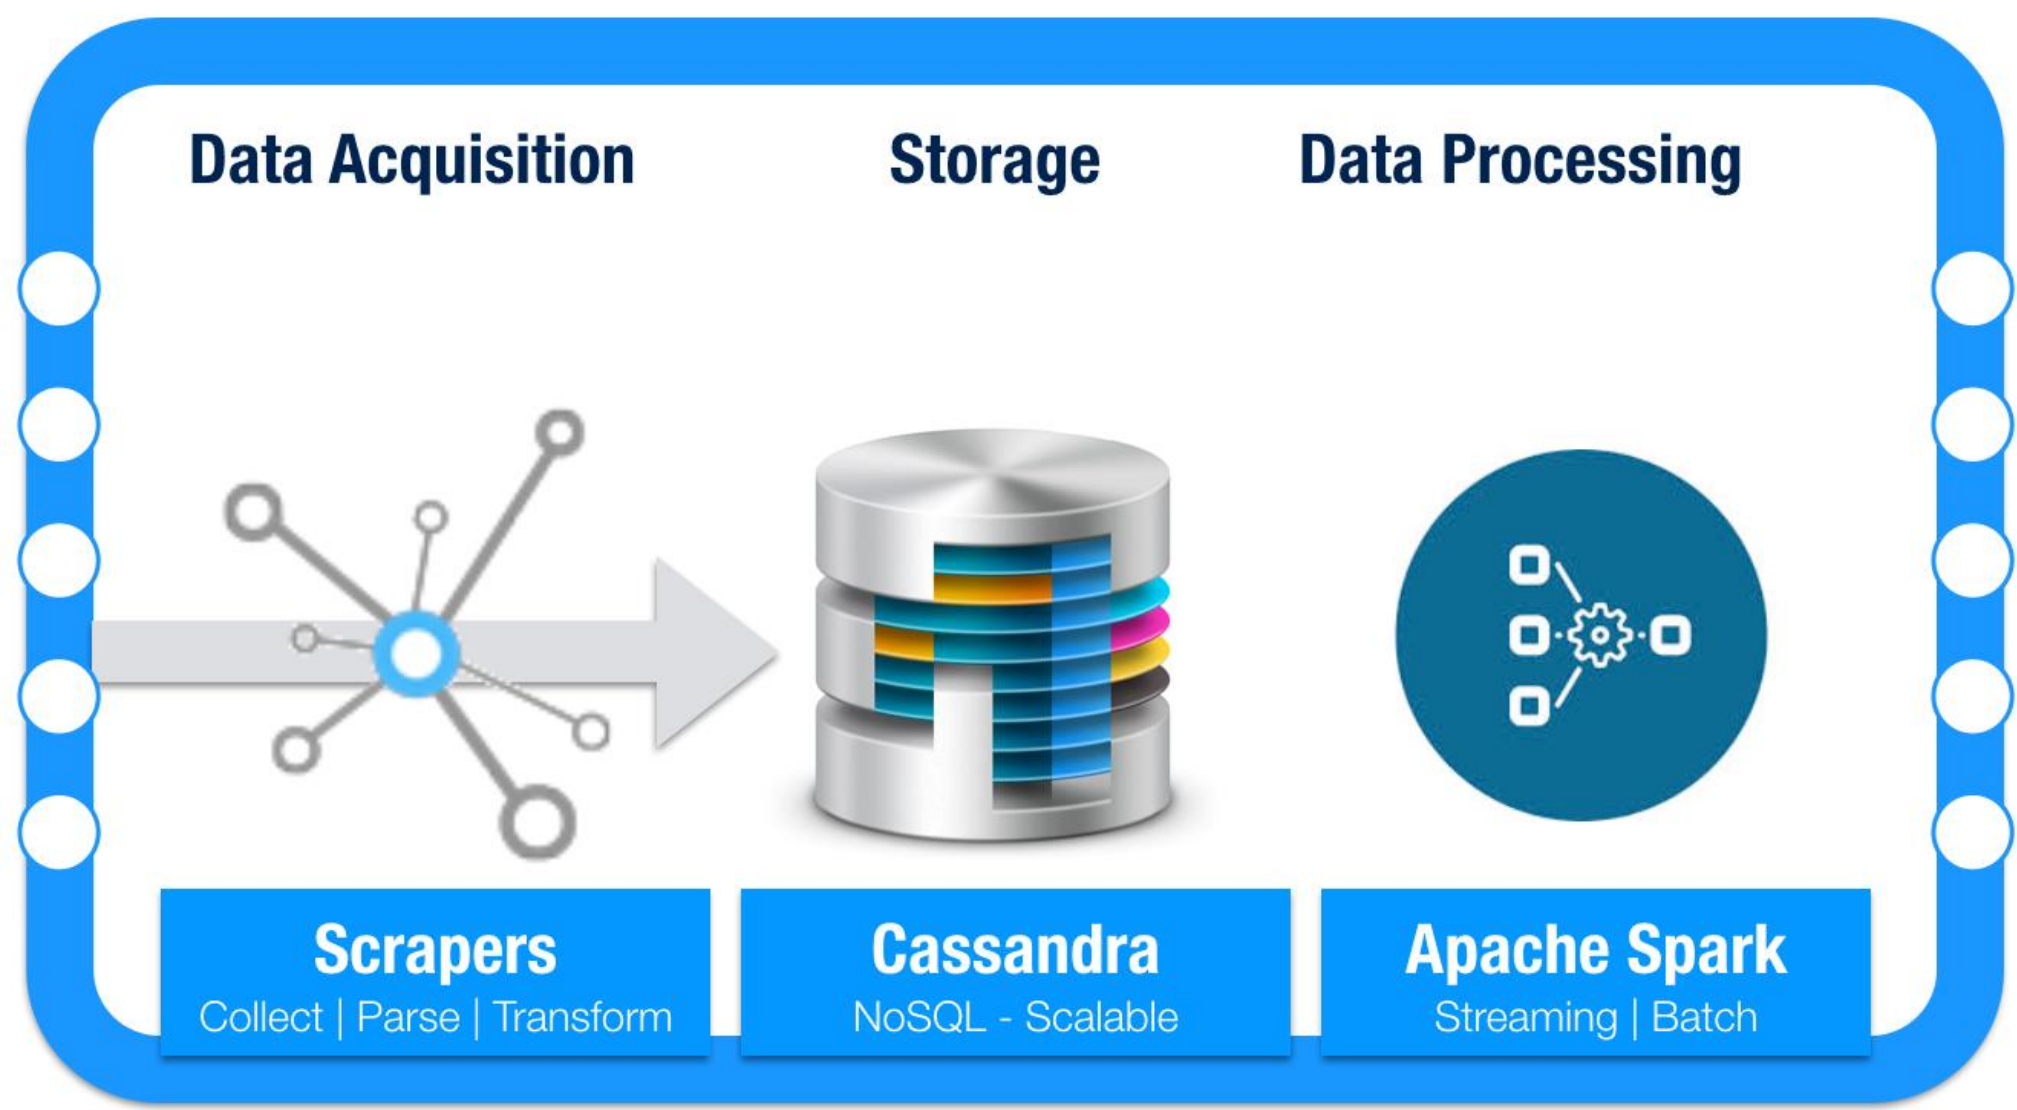 Data Acquisition
Storage
Data Processing
Scrapers
Collect | Parse | Transform
Cassandra
NoSQL - Scalable
Apache Spark
Streaming | Batch